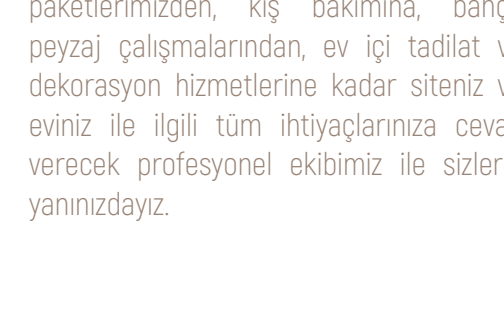 paketlerimizden, kış bakımına, bahç
peyzaj çalışmalarından, ev içi tadilat v
dekorasyon hizmetlerine kadar siteniz v
eviniz ile ilgili tüm ihtiyaçlarınıza ceva
verecek profesyonel ekibimiz ile sizler
yanınızdayız.